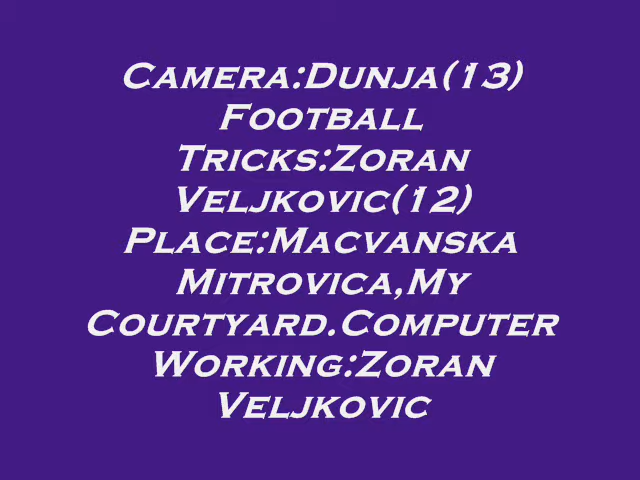 Camera:Dunja(13)
Football
Tricks:Zoran
Veljkovic(12)
Place:Macvanska
Mitrovica,My
Courtyard.Computer
Working:Zoran
Veljkovic